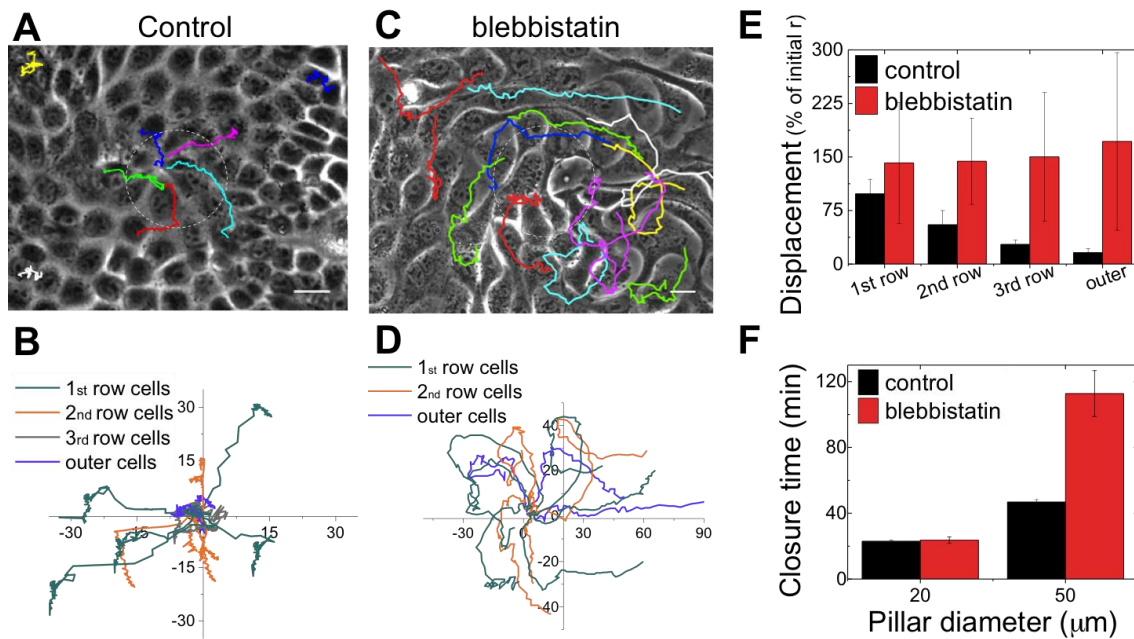 A
Control
C
blebbistatin
E
300
225
150
75
0
Displacement (% of initial r)
control
blebbistatin
1st row
2nd row
3rd row
outer
B
1st row cells
2nd row cells
3rd row cells
outer cells
30
-30
-15
15
30
-15
-30
D
1st row cells
2nd row cells
outer cells
40
20
0
-30
0
30
60
90
-20
-40
F
120
80
40
0
Closure time (min)
control
blebbistatin
20
50
Pillar diameter (μm)